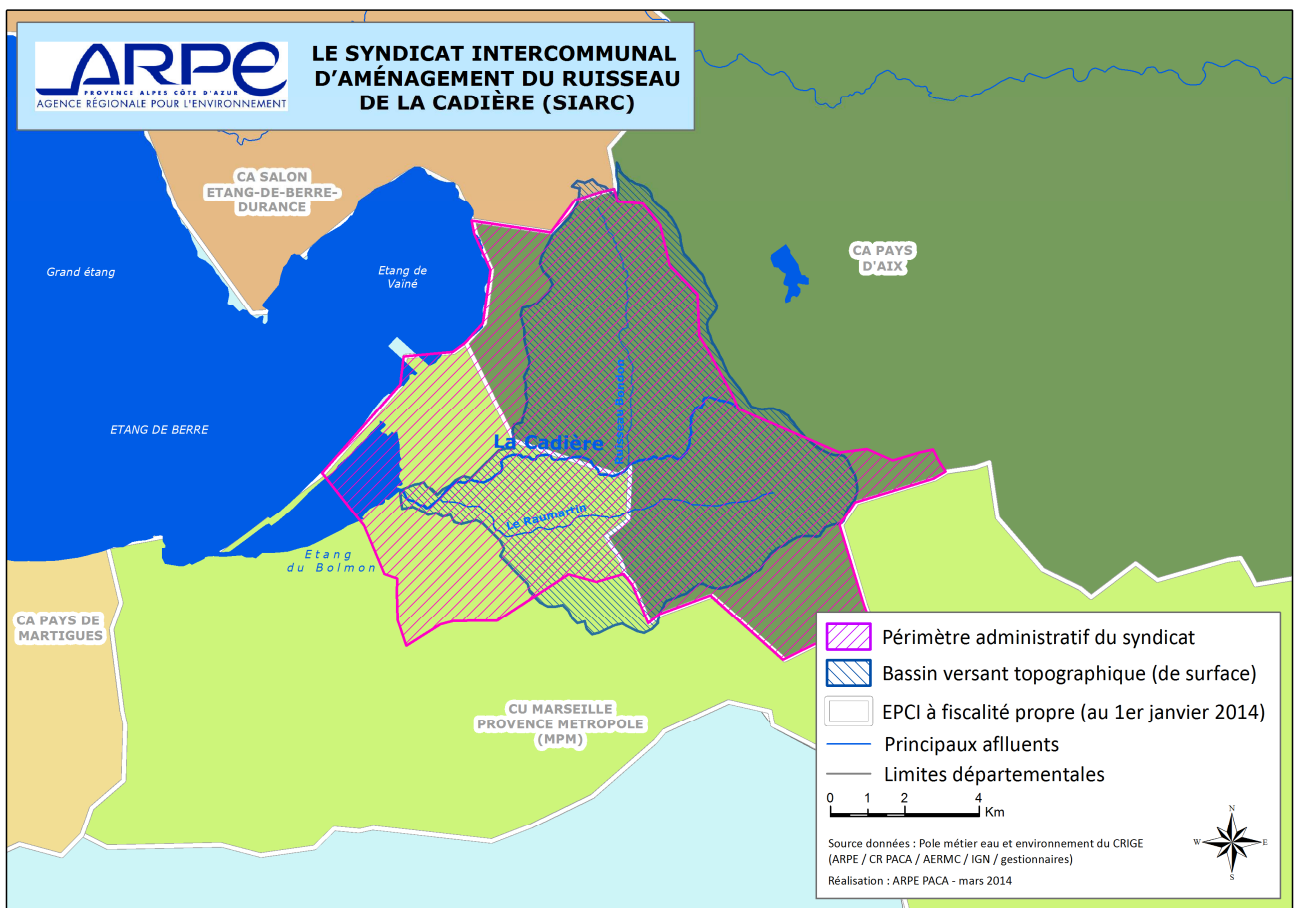 ARPE
PROVENCE ALPES CÔTE D'AZUR
AGENCE RÉGIONALE POUR L'ENVIRONNEMENT
LE SYNDICAT INTERCOMMUNAL
D'AMÉNAGEMENT DU RUISSEAU
DE LA CADIÈRE (SIARC)
CA SALON
ETANG-DE-BERRE-
DURANCE
Grand étang
Etang de
Vaïné
CA PAYS
D'AIX
Ruisseau Bondon
ETANG DE BERRE
La Cadière
Le Raumartin
Etang
du Bolmon
CA PAYS DE
MARTIGUES
CU MARSEILLE
PROVENCE METROPOLE
(MPM)
Périmètre administratif du syndicat
Bassin versant topographique (de surface)
EPCI à fiscalité propre (au 1er janvier 2014)
Principaux aflluents
Limites départementales
0 1 2 4
Km
Source données : Pole métier eau et environnement du CRIGE
(ARPE / CR PACA / AERMC / IGN / gestionnaires)
Réalisation : ARPE PACA - mars 2014
N
W E
S